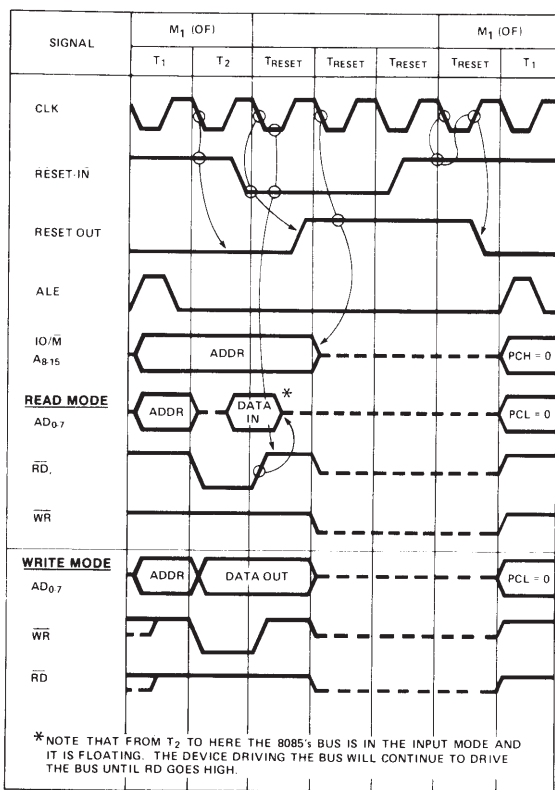 SIGNAL
M1 (OF)
M1 (OF)
T1
T2
TRESET
TRESET
TRESET
TRESET
T1
CLK
RESET-IN
RESET OUT
ALE
IO/M
A8-15
ADDR
PCH = 0
READ MODE
AD0-7
ADDR
DATA
IN
*
PCL = 0
RD,
WR
WRITE MODE
AD0-7
ADDR
DATA OUT
PCL = 0
WR
RD
*NOTE THAT FROM T2 TO HERE THE 8085's BUS IS IN THE INPUT MODE AND
IT IS FLOATING. THE DEVICE DRIVING THE BUS WILL CONTINUE TO DRIVE
THE BUS UNTIL RD GOES HIGH.